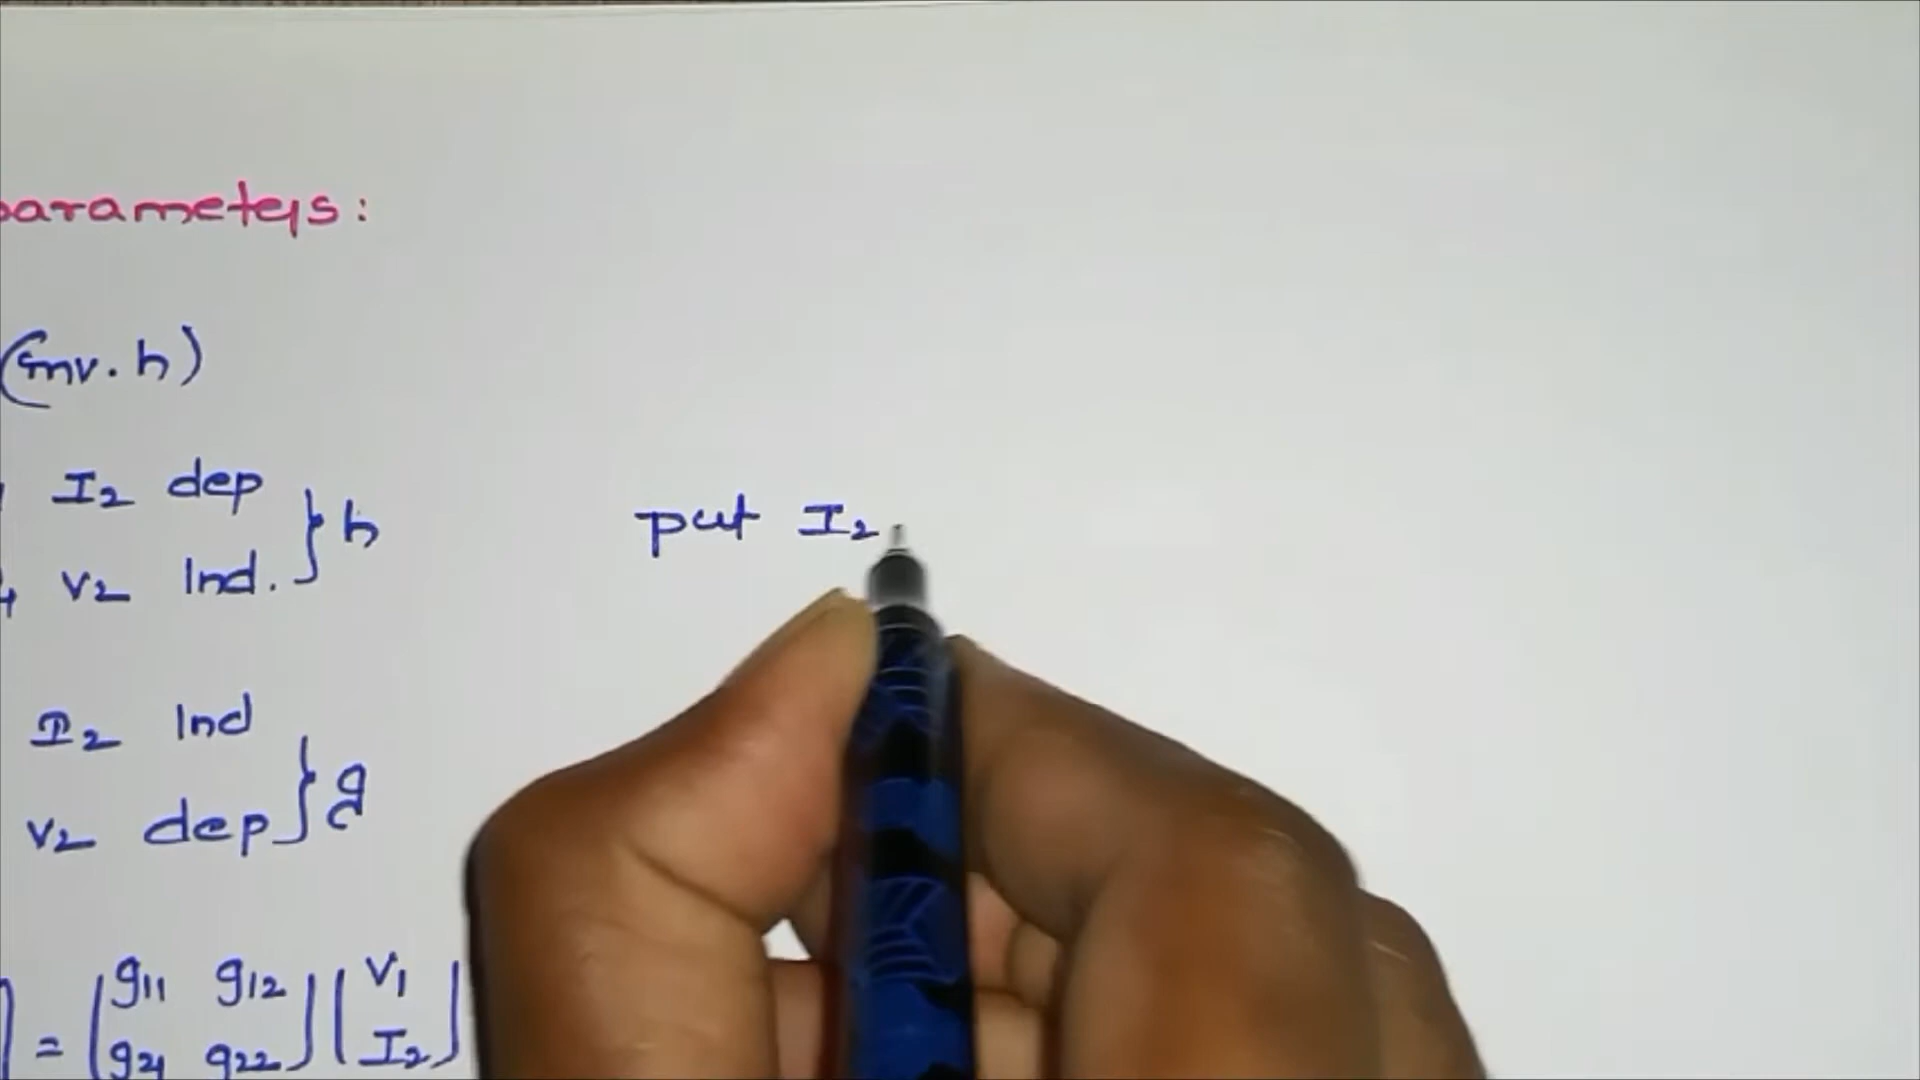 parameters:
(Inv. h)
I2 dep
V2 Ind. } h
put I2
I2 Ind
V2 dep } g
] = [g11 g12] [V1]
[g21 g22] [I2]